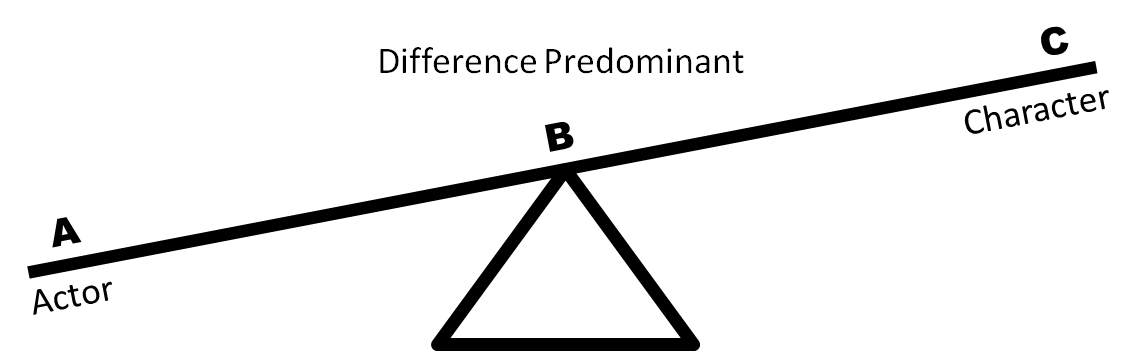 Difference Predominant
A
B
C
Actor
Character